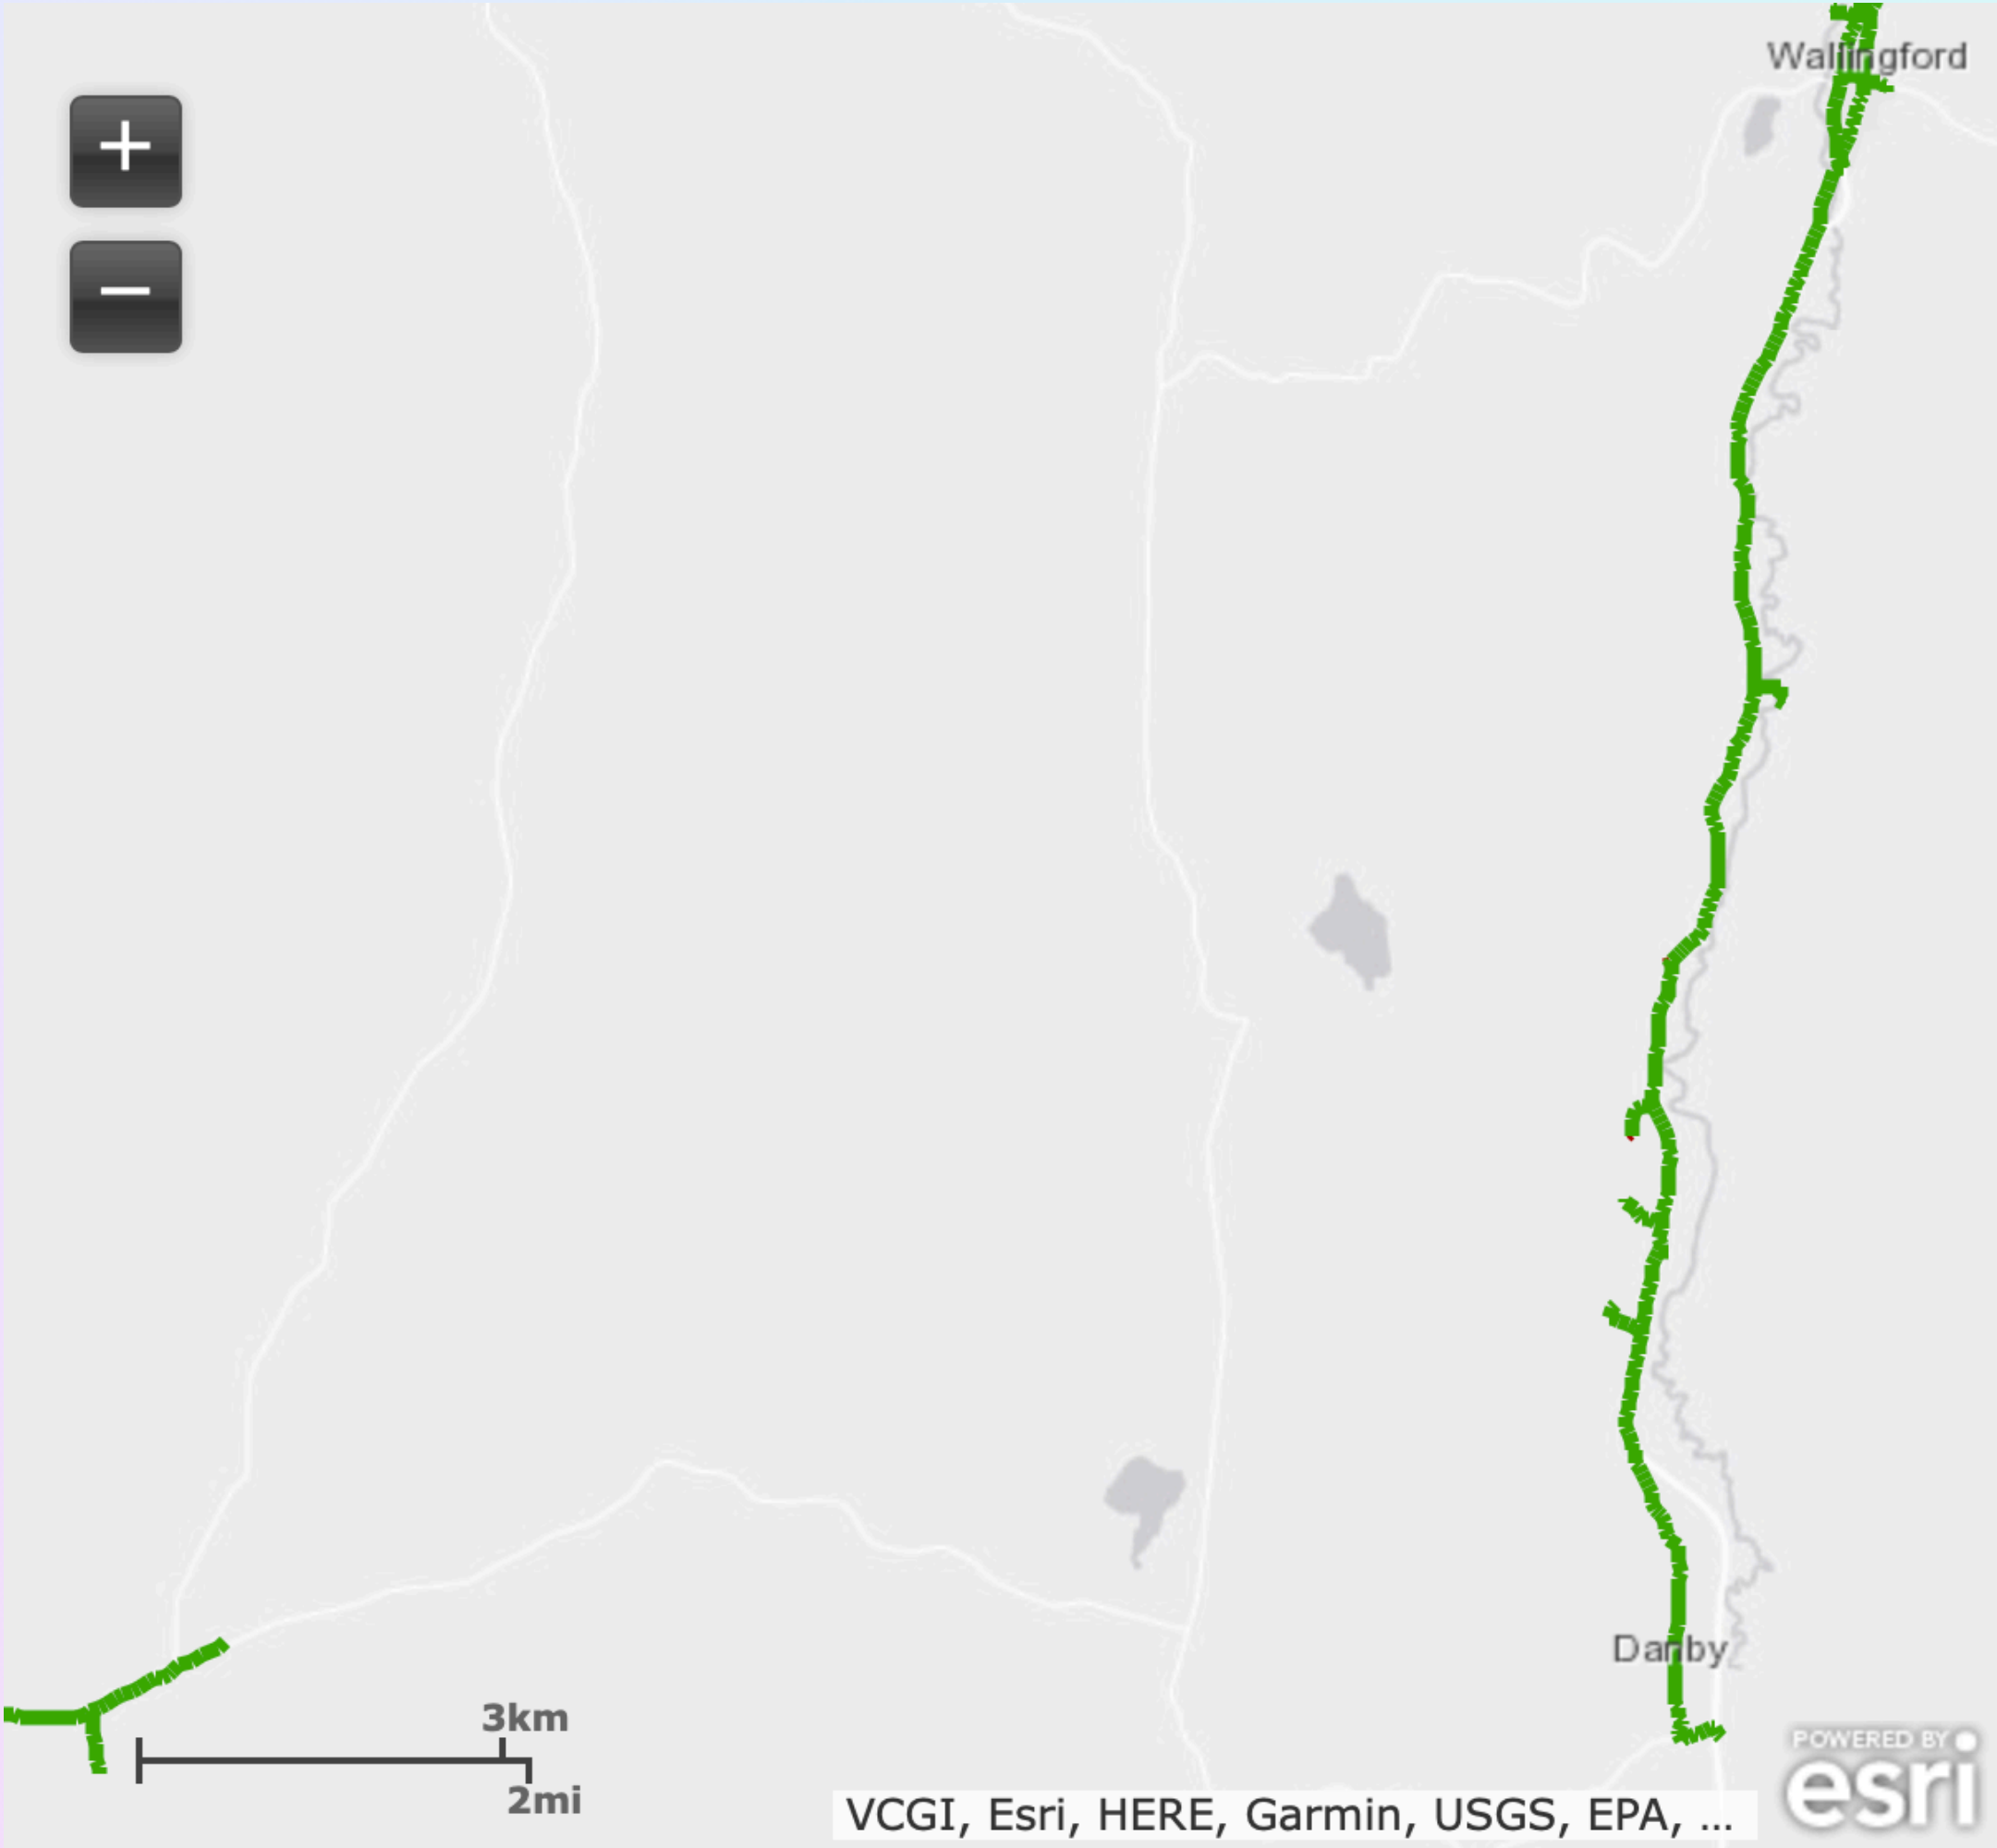 Wallingford
+
−
Danby
3km
2mi
POWERED BY
esri
VCGI, Esri, HERE, Garmin, USGS, EPA, ...